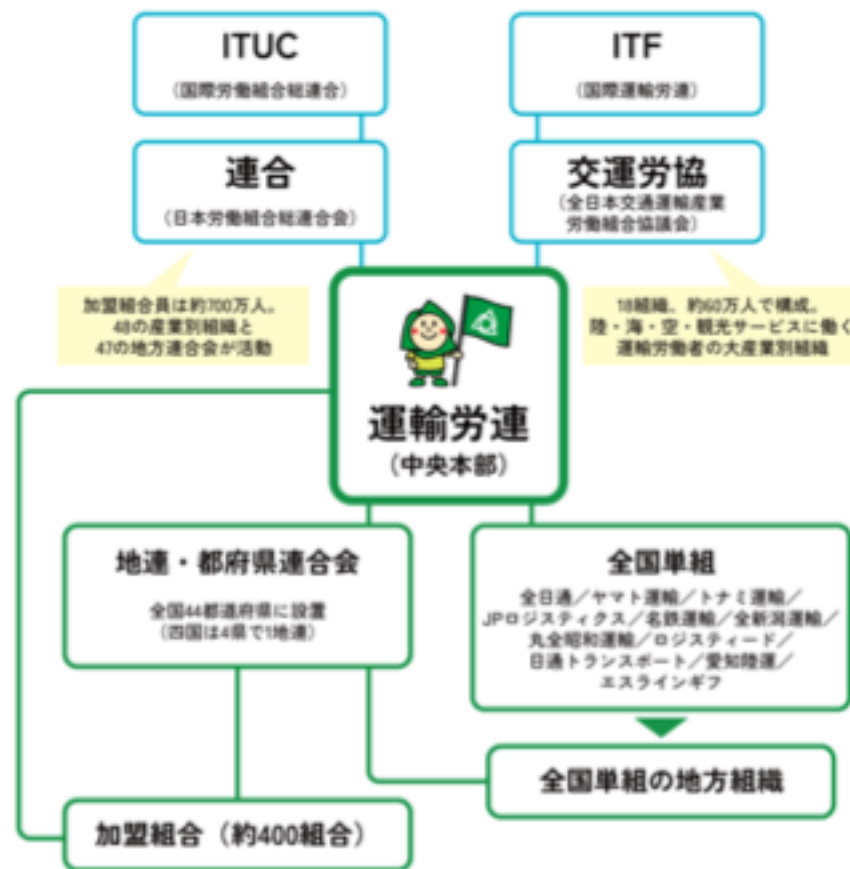 ITUC
（国際労働組合総連合）
ITF
（国際運輸労連）
連合
（日本労働組合総連合会）
交運労協
（全日本交通運輸産業
労働組合協議会）
加盟組合員は約700万人。
48の産業別組織と
47の地方連合会が活動
18組織、約60万人で構成。
陸・海・空・観光サービスに働く
運輸労働者の大産業別組織
運輸労連
（中央本部）
地連・都府県連合会
全国44都道府県に設置
（四国は4県で1地連）
全国単組
全日通／ヤマト運輸／トナミ運輸／
JPロジスティクス／名鉄運輸／全新潟運輸／
丸全昭和運輸／ロジスティード／
日通トランスポート／愛知陸運／
エスラインギフ
全国単組の地方組織
加盟組合（約400組合）